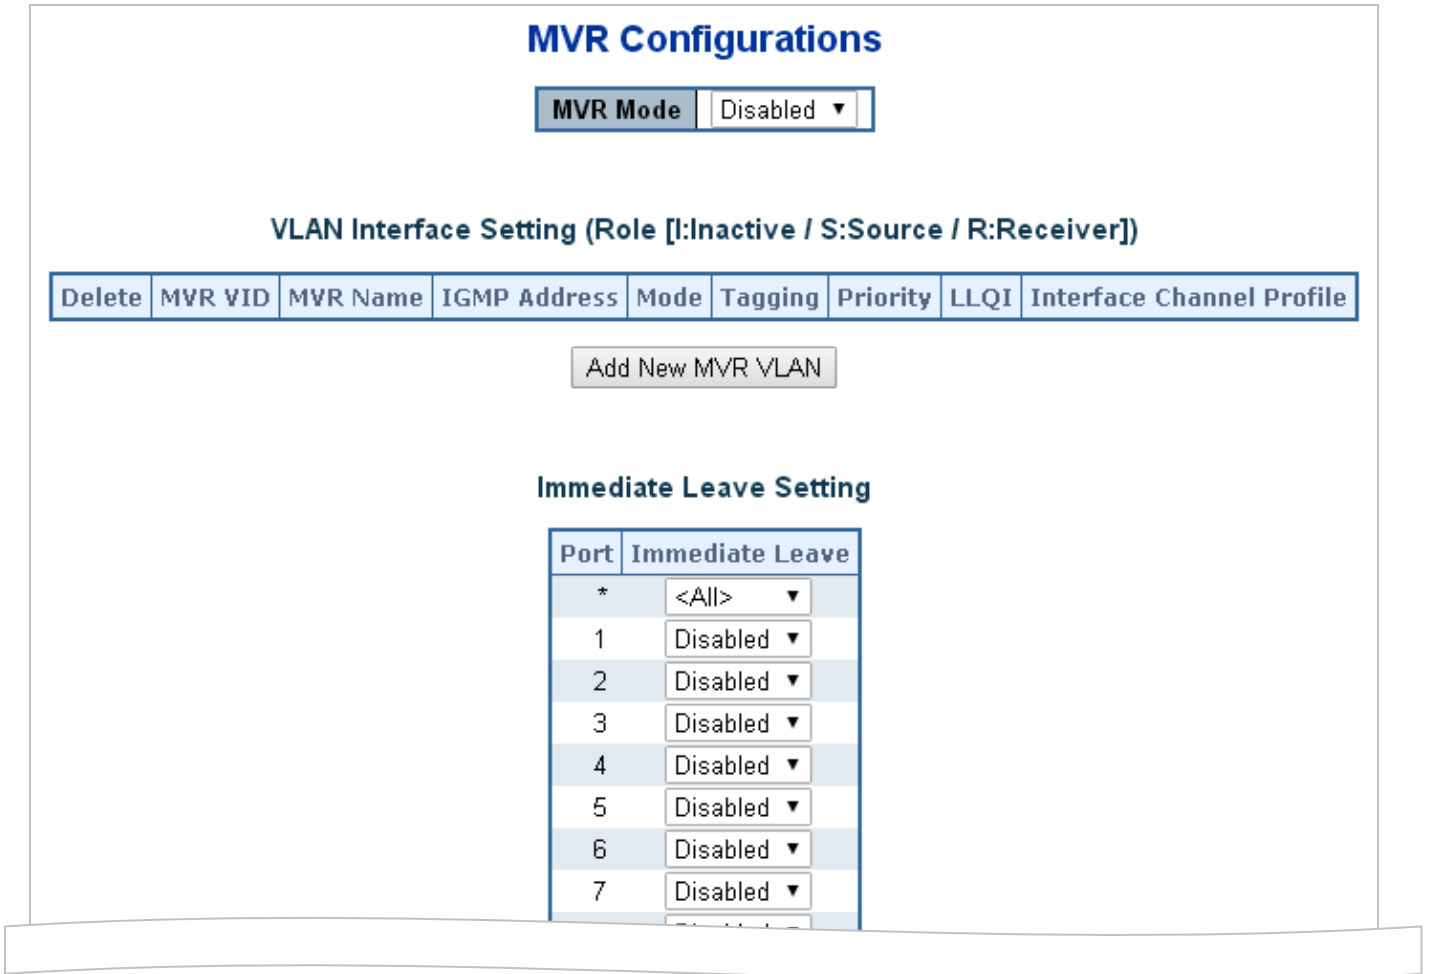 MVR Configurations
MVR Mode Disabled
VLAN Interface Setting (Role [I:Inactive / S:Source / R:Receiver])
Delete MVR VID MVR Name IGMP Address Mode Tagging Priority LLQI Interface Channel Profile
Add New MVR VLAN
Immediate Leave Setting
Port Immediate Leave
* <All>
1 Disabled
2 Disabled
3 Disabled
4 Disabled
5 Disabled
6 Disabled
7 Disabled